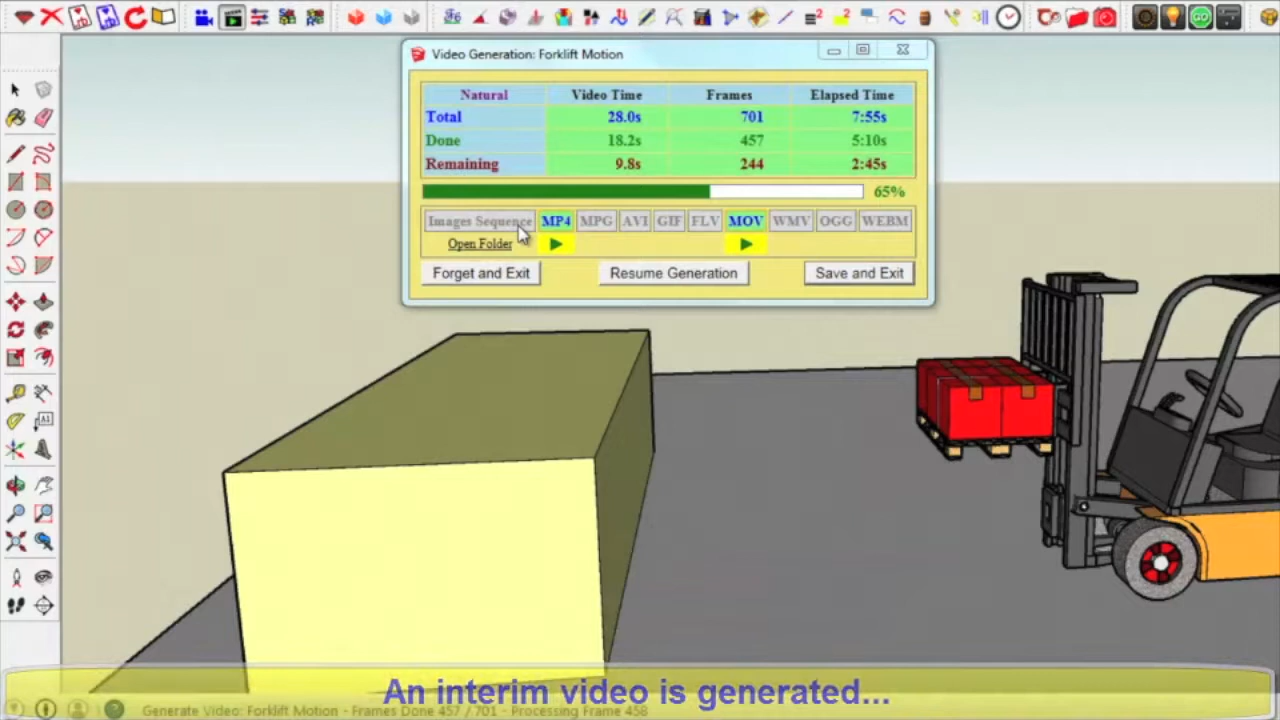 Video Generation: Forklift Motion
Natural Video Time Frames Elapsed Time
Total 28.0s 701 7:55s
Done 18.2s 457 5:10s
Remaining 9.8s 244 2:45s
65%
Images Sequence MP4 MPG AVI GIF FLV MOV WMV OGG WEBM
Open Folder
Forget and Exit Resume Generation Save and Exit
An interim video is generated...
Generate Video: Forklift Motion - Frames Done 457 / 701 - Processing Frame 458